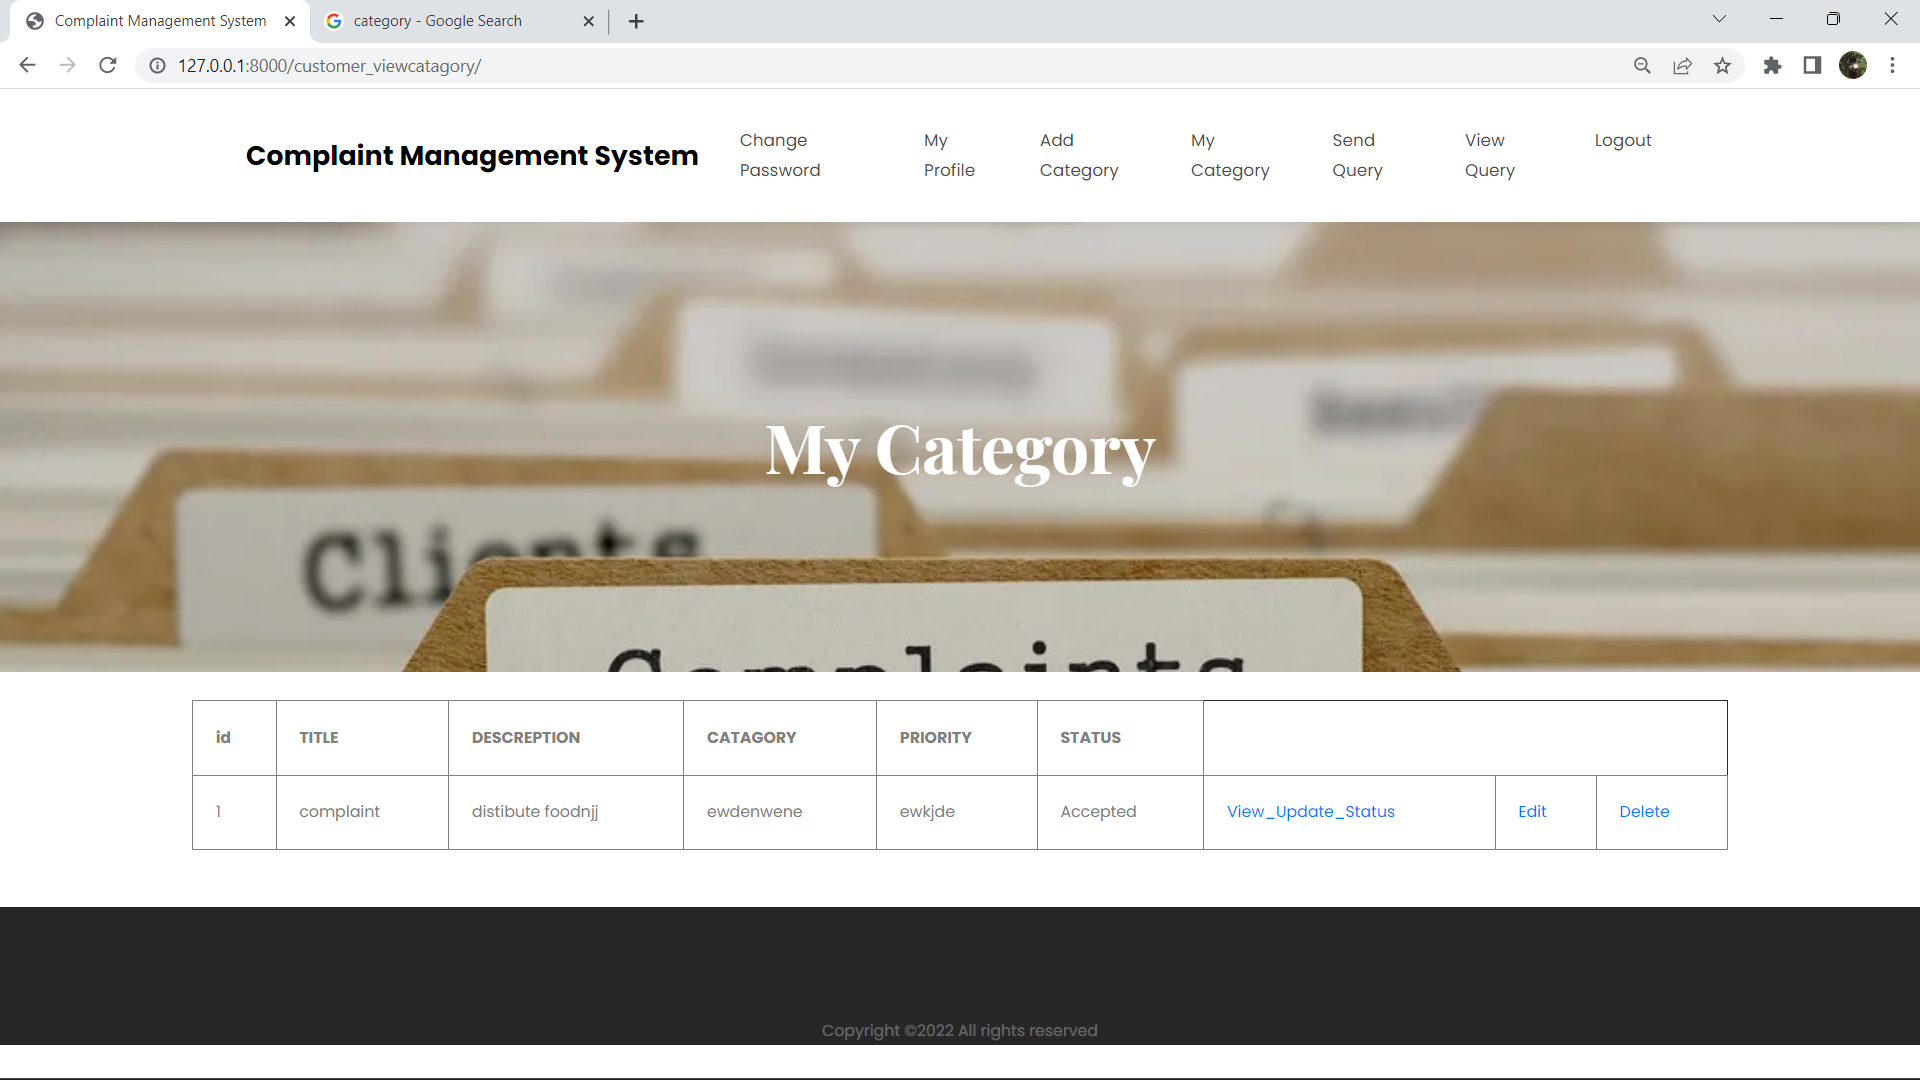 Complaint Management System
category - Google Search
127.0.0.1:8000/customer_viewcatagory/
Complaint Management System
Change
Password
My
Profile
Add
Category
My
Category
Send
Query
View
Query
Logout
My Category
Clients
Complaints
id TITLE DESCREPTION CATAGORY PRIORITY STATUS
1 complaint distibute foodnjj ewdenwene ewkjde Accepted View_Update_Status Edit Delete
Copyright ©2022 All rights reserved